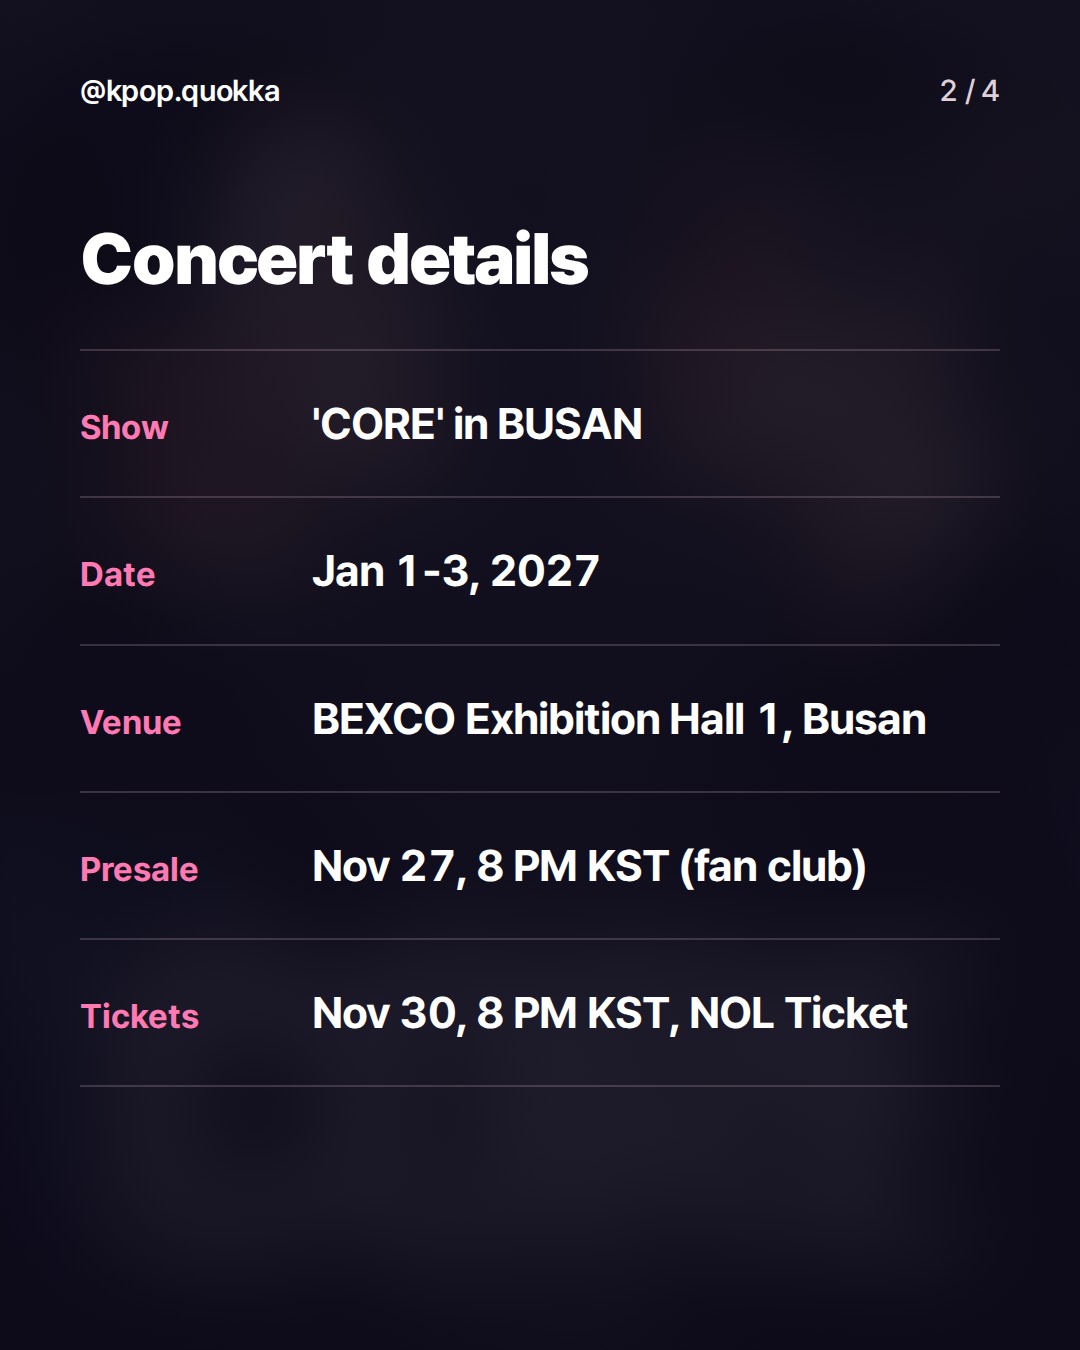 @kpop.quokka
2 / 4
Concert details
Show
'CORE' in BUSAN
Date
Jan 1-3, 2027
Venue
BEXCO Exhibition Hall 1, Busan
Presale
Nov 27, 8 PM KST (fan club)
Tickets
Nov 30, 8 PM KST, NOL Ticket